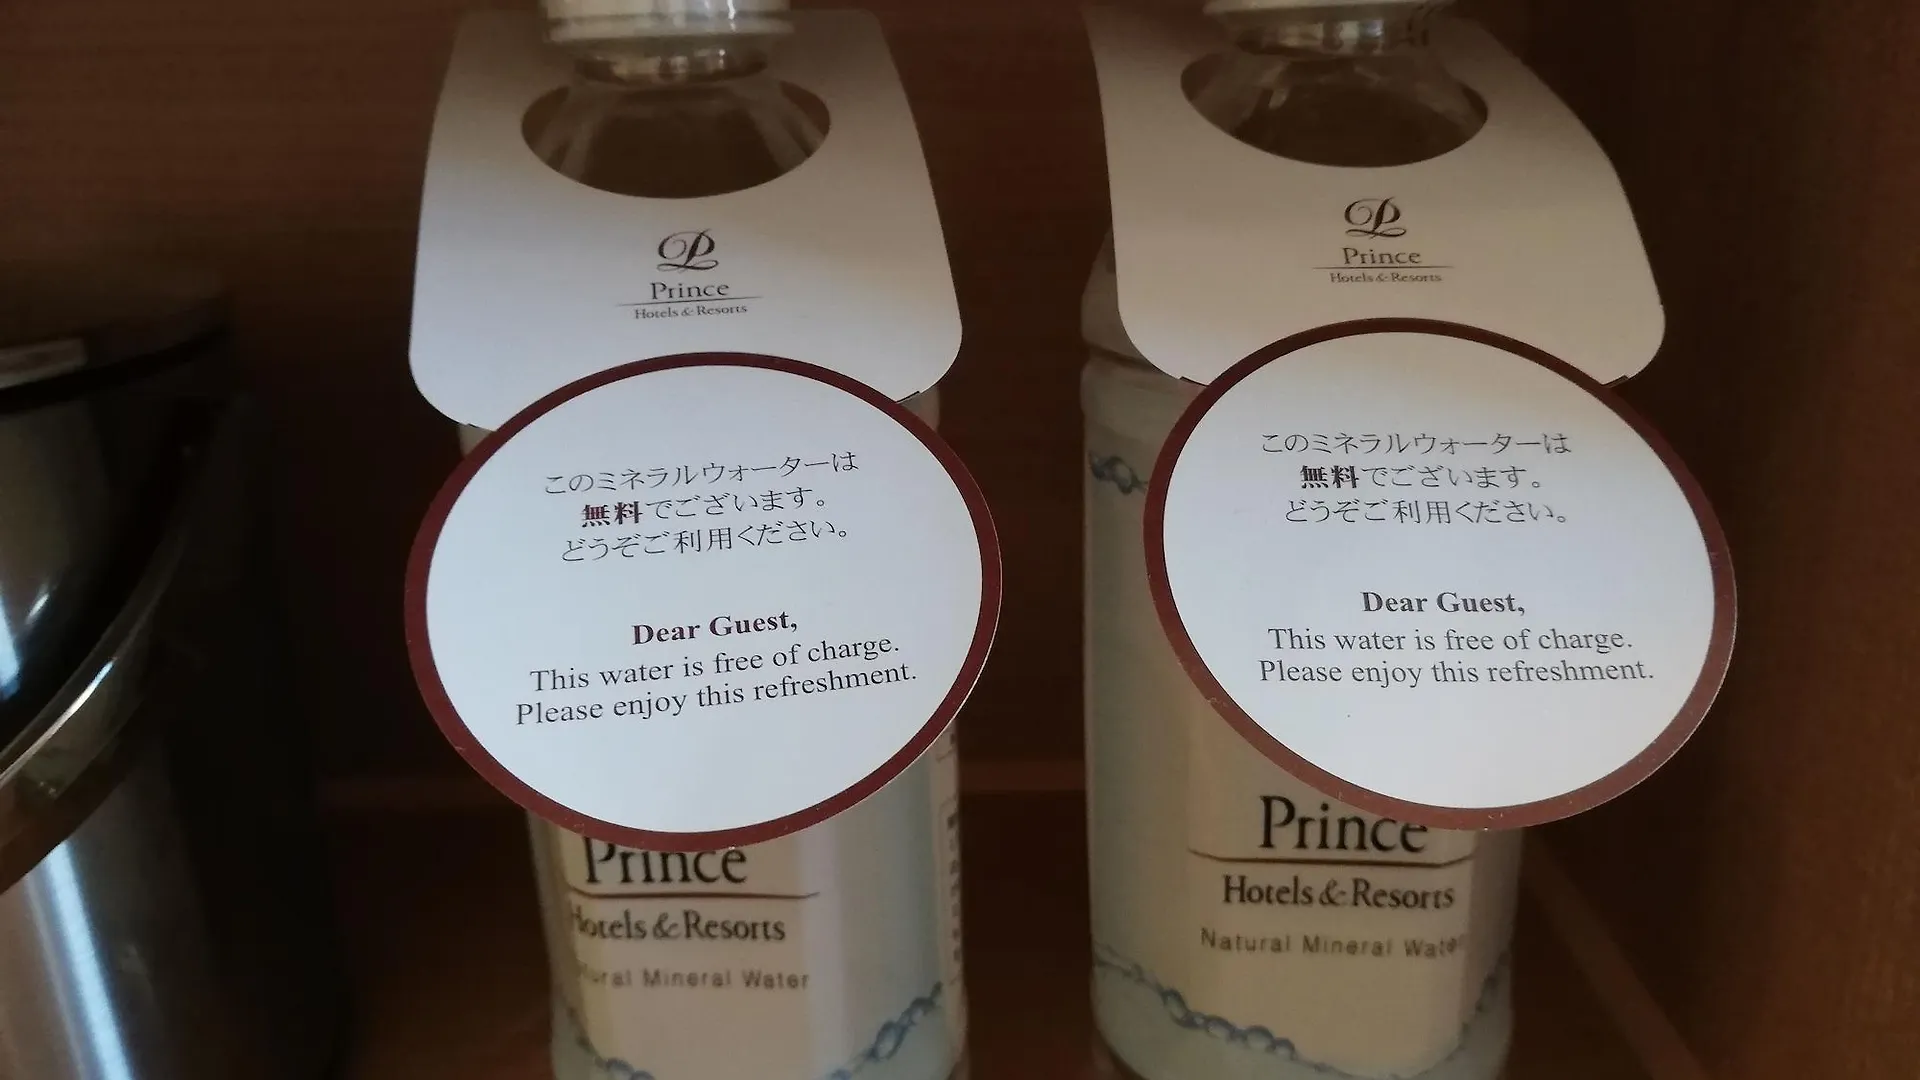 P
Prince
Hotels & Resorts
このミネラルウォーターは
無料でございます。
どうぞご利用ください。
Dear Guest,
This water is free of charge.
Please enjoy this refreshment.
Prince
Hotels & Resorts
Mineral Water
P
Prince
Hotels & Resorts
このミネラルウォーターは
無料でございます。
どうぞご利用ください。
Dear Guest,
This water is free of charge.
Please enjoy this refreshment.
Prince
Hotels & Resorts
Natural Mineral Water